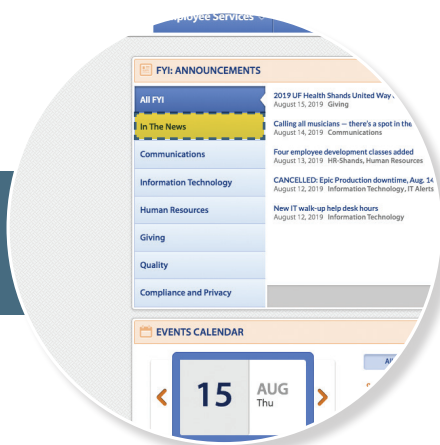 Employee Services
FYI: ANNOUNCEMENTS
All FYI
In The News
Communications
Information Technology
Human Resources
Giving
Quality
Compliance and Privacy
2019 UF Health Shands United Way
August 15, 2019 Giving
Calling all musicians — there's a spot in the
August 14, 2019 Communications
Four employee development classes added
August 13, 2019 HR-Shands, Human Resources
CANCELLED: Epic Production downtime, Aug. 14
August 12, 2019 Information Technology, IT Alerts
New IT walk-up help desk hours
August 12, 2019 Information Technology
EVENTS CALENDAR
15 AUG
Thu